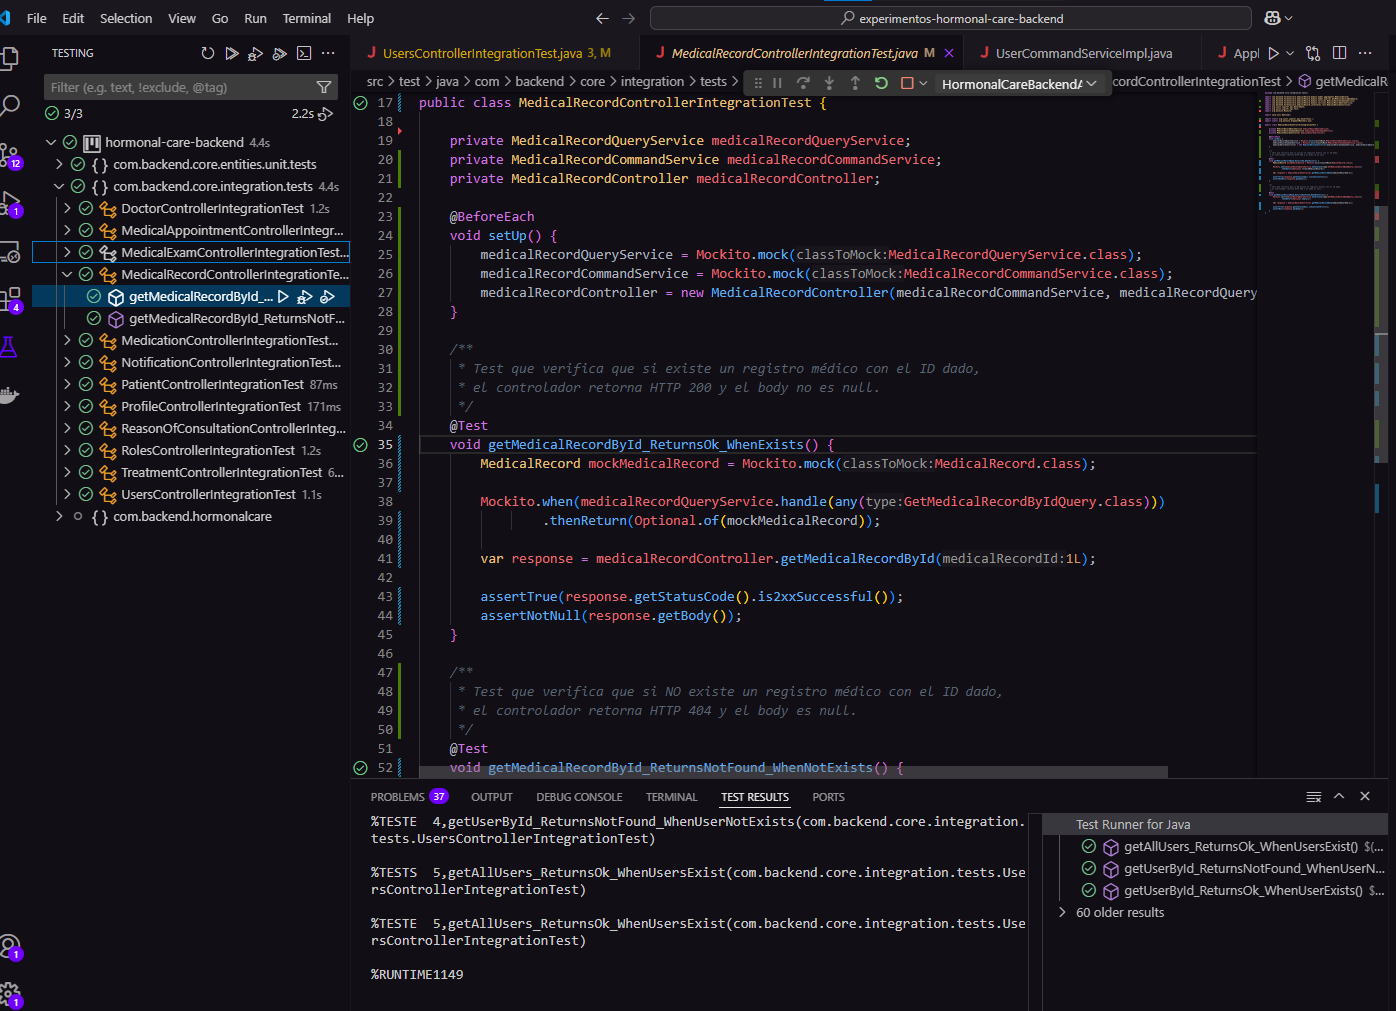 File Edit Selection View Go Run Terminal Help
experimentos-hormonal-care-backend
TESTING
UsersControllerIntegrationTest.java 3, M
MedicalRecordControllerIntegrationTest.java M
UserCommandServiceImpl.java
Appl
src > test > java > com > backend > core > integration > tests >
HormonalCareBackendA
cordControllerIntegrationTest > getMedicalR
Filter (e.g. text, !exclude, @tag)
3/3
2.2s
hormonal-care-backend 4.4s
{} com.backend.core.entities.unit.tests
{} com.backend.core.integration.tests 4.4s
DoctorControllerIntegrationTest 1.2s
MedicalAppointmentControllerIntegr...
MedicalExamControllerIntegrationTest...
MedicalRecordControllerIntegrationTe...
getMedicalRecordById_...
getMedicalRecordById_ReturnsNotF...
MedicationControllerIntegrationTest...
NotificationControllerIntegrationTest...
PatientControllerIntegrationTest 87ms
ProfileControllerIntegrationTest 171ms
ReasonOfConsultationControllerInteg...
RolesControllerIntegrationTest 1.2s
TreatmentControllerIntegrationTest 6...
UsersControllerIntegrationTest 1.1s
{} com.backend.hormonalcare
12
1
4
1
1
17 public class MedicalRecordControllerIntegrationTest {
18
19 private MedicalRecordQueryService medicalRecordQueryService;
20 private MedicalRecordCommandService medicalRecordCommandService;
21 private MedicalRecordController medicalRecordController;
22
23 @BeforeEach
24 void setUp() {
25 medicalRecordQueryService = Mockito.mock(classToMock:MedicalRecordQueryService.class);
26 medicalRecordCommandService = Mockito.mock(classToMock:MedicalRecordCommandService.class);
27 medicalRecordController = new MedicalRecordController(medicalRecordCommandService, medicalRecordQuery
28 }
29
30 /**
31 * Test que verifica que si existe un registro médico con el ID dado,
32 * el controlador retorna HTTP 200 y el body no es null.
33 */
34 @Test
35 void getMedicalRecordById_ReturnsOk_WhenExists() {
36 MedicalRecord mockMedicalRecord = Mockito.mock(classToMock:MedicalRecord.class);
37
38 Mockito.when(medicalRecordQueryService.handle(any(type:GetMedicalRecordByIdQuery.class)))
39 .thenReturn(Optional.of(mockMedicalRecord));
40
41 var response = medicalRecordController.getMedicalRecordById(medicalRecordId:1L);
42
43 assertTrue(response.getStatusCode().is2xxSuccessful());
44 assertNotNull(response.getBody());
45 }
46
47 /**
48 * Test que verifica que si NO existe un registro médico con el ID dado,
49 * el controlador retorna HTTP 404 y el body es null.
50 */
51 @Test
52 void getMedicalRecordById_ReturnsNotFound_WhenNotExists() {
PROBLEMS 37 OUTPUT DEBUG CONSOLE TERMINAL TEST RESULTS PORTS
%TESTE 4,getUserById_ReturnsNotFound_WhenUserNotExists(com.backend.core.integration.
tests.UsersControllerIntegrationTest)
%TESTS 5,getAllUsers_ReturnsOk_WhenUsersExist(com.backend.core.integration.tests.Use
rsControllerIntegrationTest)
%TESTE 5,getAllUsers_ReturnsOk_WhenUsersExist(com.backend.core.integration.tests.Use
rsControllerIntegrationTest)
%RUNTIME1149
Test Runner for Java
getAllUsers_ReturnsOk_WhenUsersExist() $(...
getUserById_ReturnsNotFound_WhenUserN...
getUserById_ReturnsOk_WhenUserExists() $...
60 older results